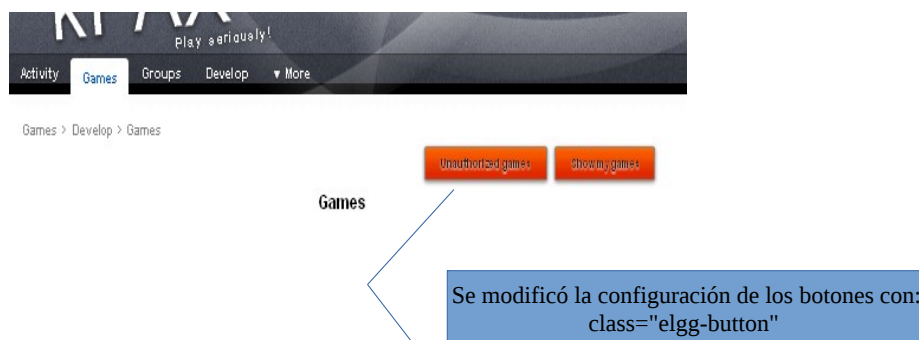 KPAX
Play seriously!
Activity Games Groups Develop ▾ More
Games > Develop > Games
Unauthorized games Show my games
Games
Se modificó la configuración de los botones con:
class="elgg-button"